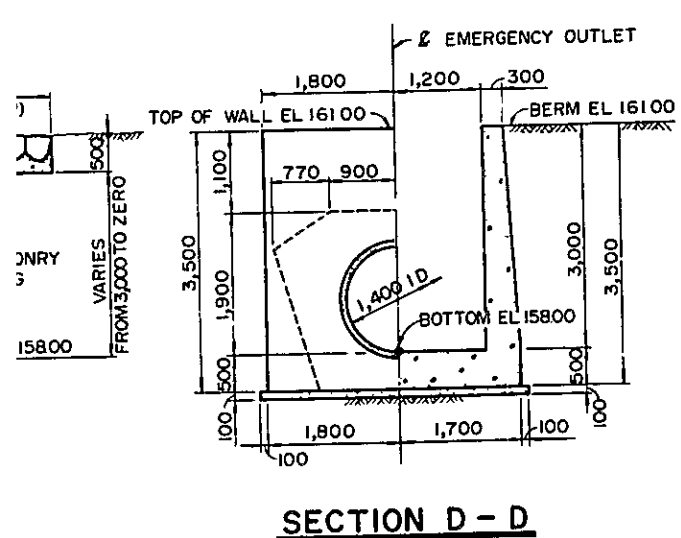 ℄ EMERGENCY OUTLET
1,800
1,200
300
TOP OF WALL EL 161 00
BERM EL 161 00
500
1,100
770
900
VARIES
FROM 3,000 TO ZERO
ONRY
G
3,500
1,900
1,400 I D
3,000
3,500
BOTTOM EL 158.00
158.00
500
500
100
1,800
1,700
100
100
100
SECTION D - D